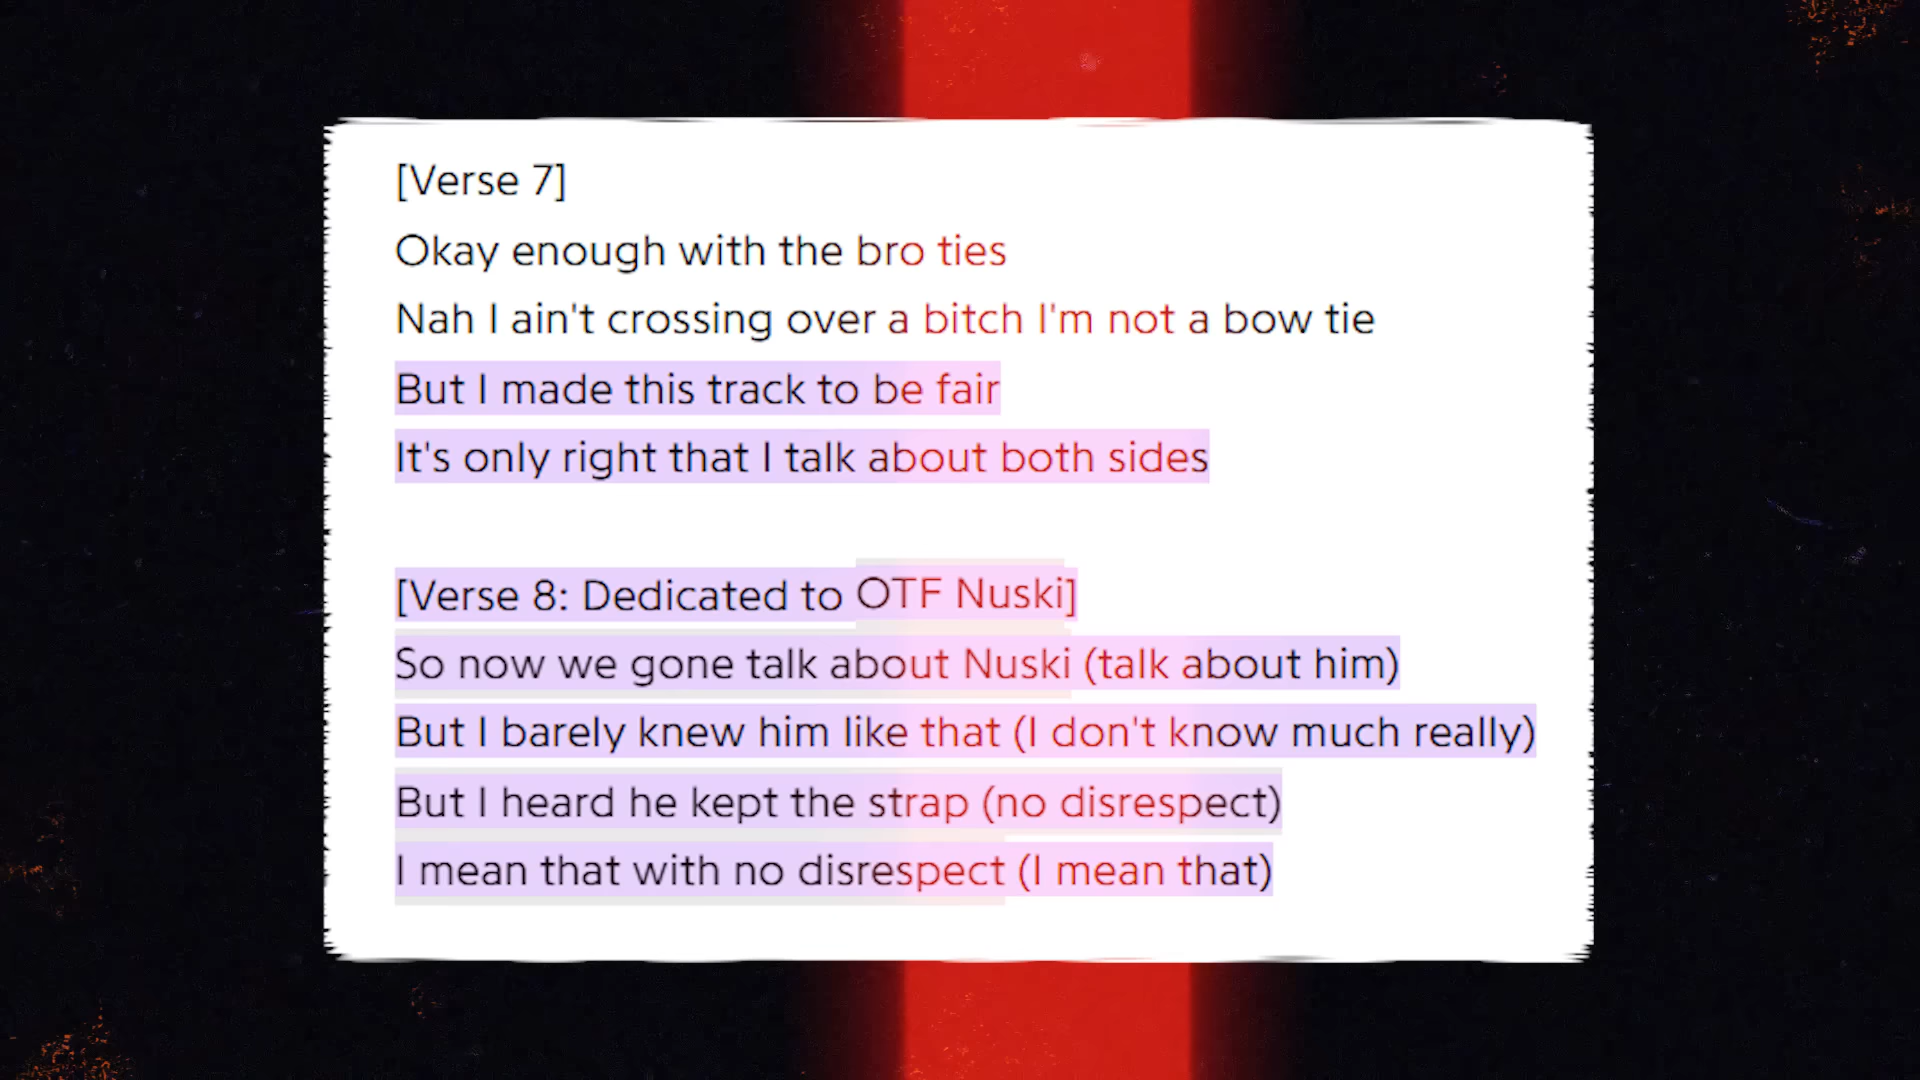 [Verse 7]
Okay enough with the bro ties
Nah I ain't crossing over a bitch I'm not a bow tie
But I made this track to be fair
It's only right that I talk about both sides
[Verse 8: Dedicated to OTF Nuski]
So now we gone talk about Nuski (talk about him)
But I barely knew him like that (I don't know much really)
But I heard he kept the strap (no disrespect)
I mean that with no disrespect (I mean that)